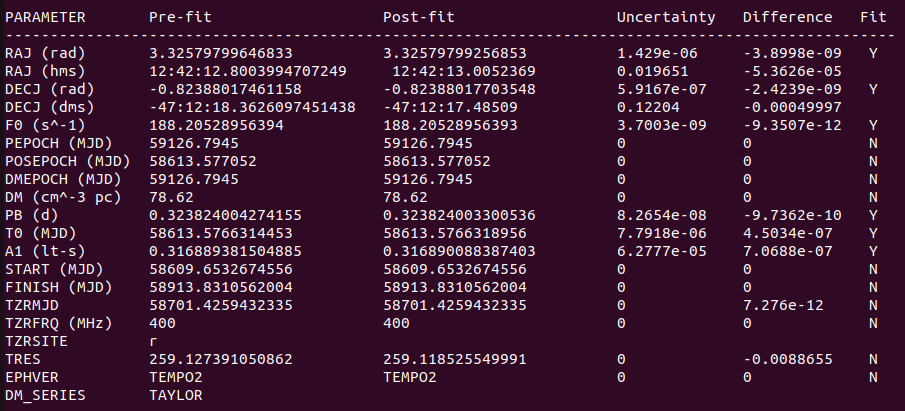 PARAMETER Pre-fit Post-fit Uncertainty Difference Fit
---------------------------------------------------------------------------------------------------
RAJ (rad) 3.32579799646833 3.32579799256853 1.429e-06 -3.8998e-09 Y
RAJ (hms) 12:42:12.8003994707249 12:42:13.0052369 0.019651 -5.3626e-05
DECJ (rad) -0.82388017461158 -0.82388017703548 5.9167e-07 -2.4239e-09 Y
DECJ (dms) -47:12:18.3626097451438 -47:12:17.48509 0.12204 -0.00049997
F0 (s^-1) 188.20528956394 188.20528956393 3.7003e-09 -9.3507e-12 Y
PEPOCH (MJD) 59126.7945 59126.7945 0 0 N
POSEPOCH (MJD) 58613.577052 58613.577052 0 0 N
DMEPOCH (MJD) 59126.7945 59126.7945 0 0 N
DM (cm^-3 pc) 78.62 78.62 0 0 N
PB (d) 0.323824004274155 0.323824003300536 8.2654e-08 -9.7362e-10 Y
T0 (MJD) 58613.5766314453 58613.5766318956 7.7918e-06 4.5034e-07 Y
A1 (lt-s) 0.316889381504885 0.316890088387403 6.2777e-05 7.0688e-07 Y
START (MJD) 58609.6532674556 58609.6532674556 0 0 N
FINISH (MJD) 58913.8310562004 58913.8310562004 0 0 N
TZRMJD 58701.4259432335 58701.4259432335 0 7.276e-12 N
TZRFRQ (MHz) 400 400 0 0 N
TZRSITE r
TRES 259.127391050862 259.118525549991 0 -0.0088655 N
EPHVER TEMPO2 TEMPO2 0 0 N
DM_SERIES TAYLOR